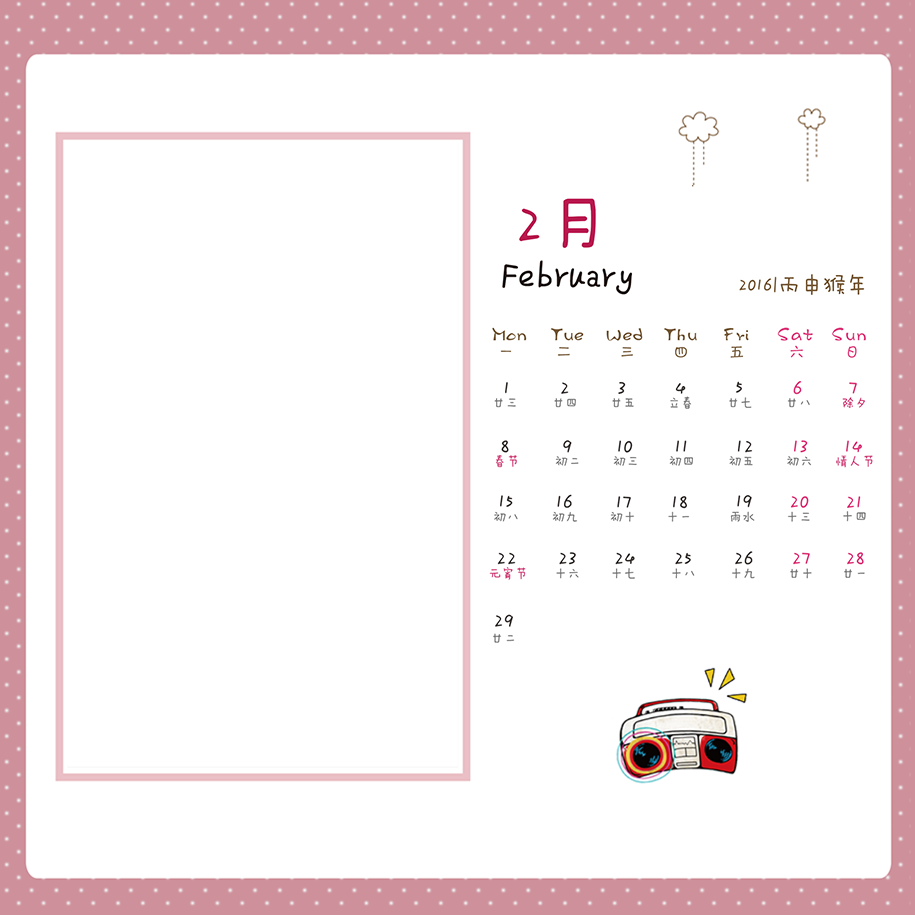 2月
February
2016|丙申猴年
Mon Tue Wed Thu Fri Sat Sun
一 二 三 四 五 六 日
1 2 3 4 5 6 7
廿三 廿四 廿五 立春 廿七 廿八 除夕
8 9 10 11 12 13 14
春节 初二 初三 初四 初五 初六 情人节
15 16 17 18 19 20 21
初八 初九 初十 十一 雨水 十三 十四
22 23 24 25 26 27 28
元宵节 十六 十七 十八 十九 廿十 廿一
29
廿二